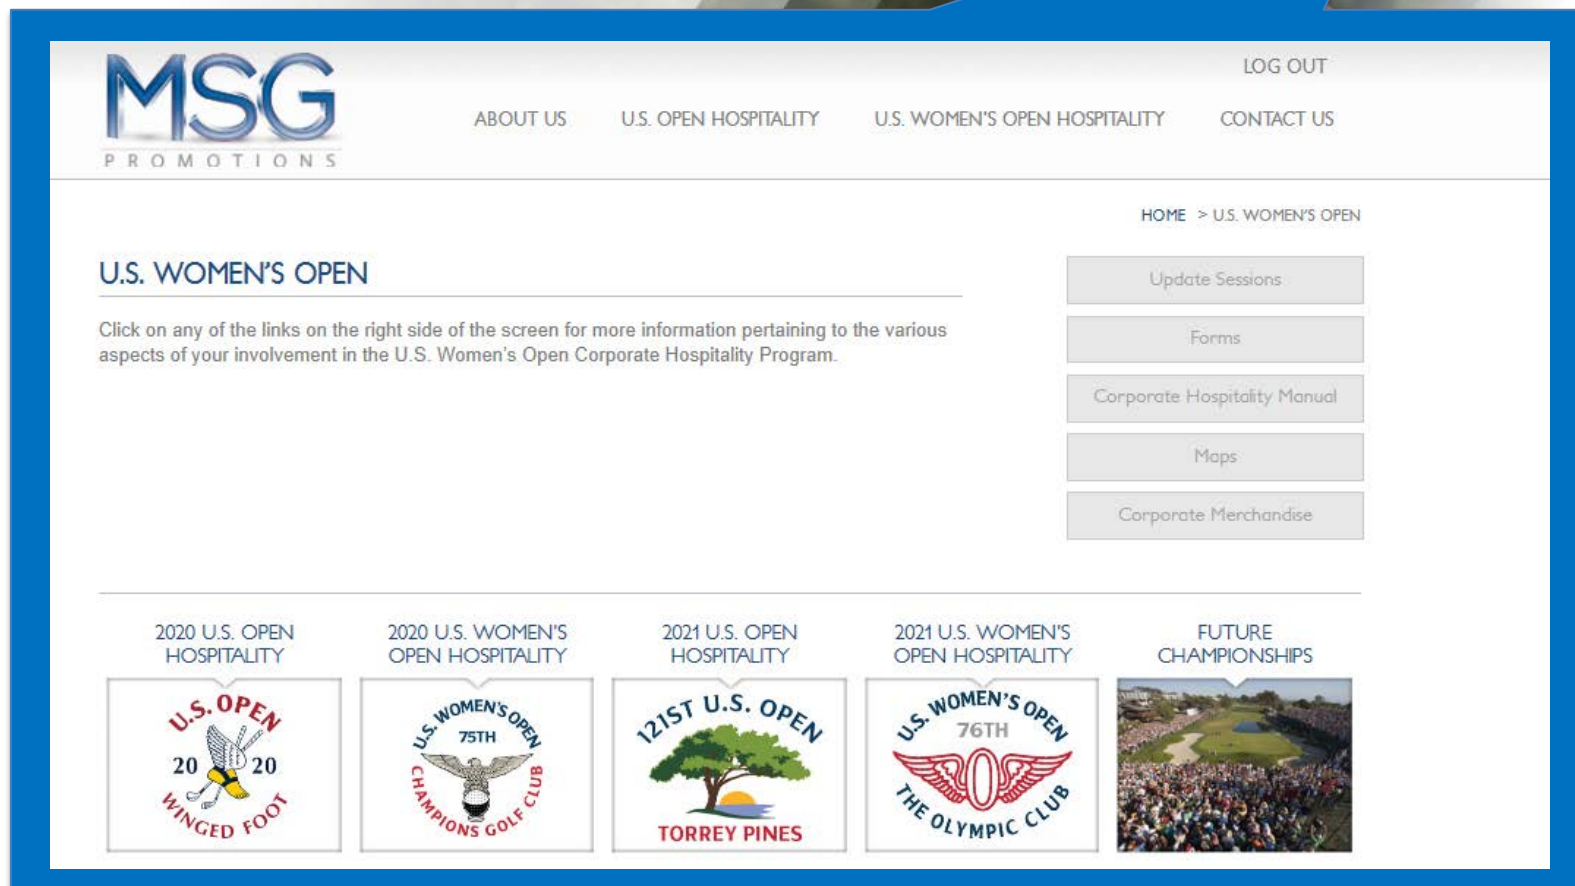 MSG
PROMOTIONS
LOG OUT
ABOUT US U.S. OPEN HOSPITALITY U.S. WOMEN'S OPEN HOSPITALITY CONTACT US
HOME > U.S. WOMEN'S OPEN
U.S. WOMEN'S OPEN
Click on any of the links on the right side of the screen for more information pertaining to the various
aspects of your involvement in the U.S. Women's Open Corporate Hospitality Program.
Update Sessions
Forms
Corporate Hospitality Manual
Maps
Corporate Merchandise
2020 U.S. OPEN
HOSPITALITY
U.S. OPEN
20 20
WINGED FOOT
2020 U.S. WOMEN'S
OPEN HOSPITALITY
U.S. WOMEN'S OPEN
75TH
CHAMPIONS GOLF CLUB
2021 U.S. OPEN
HOSPITALITY
121ST U.S. OPEN
TORREY PINES
2021 U.S. WOMEN'S
OPEN HOSPITALITY
U.S. WOMEN'S OPEN
76TH
THE OLYMPIC CLUB
FUTURE
CHAMPIONSHIPS